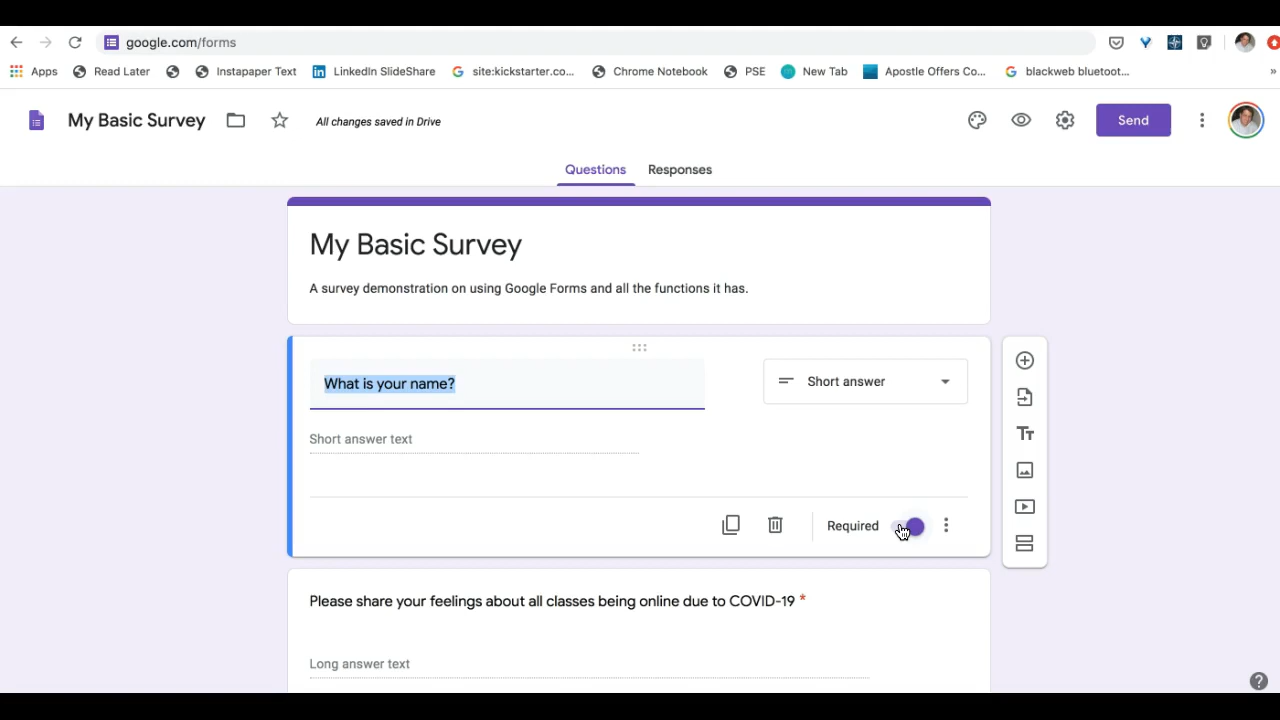 google.com/forms
Apps Read Later Instapaper Text LinkedIn SlideShare site:kickstarter.co... Chrome Notebook PSE New Tab Apostle Offers Co... blackweb bluetoot... »
My Basic Survey All changes saved in Drive Send
Questions Responses
My Basic Survey
A survey demonstration on using Google Forms and all the functions it has.
What is your name? Short answer
Short answer text
Required
Please share your feelings about all classes being online due to COVID-19 *
Long answer text